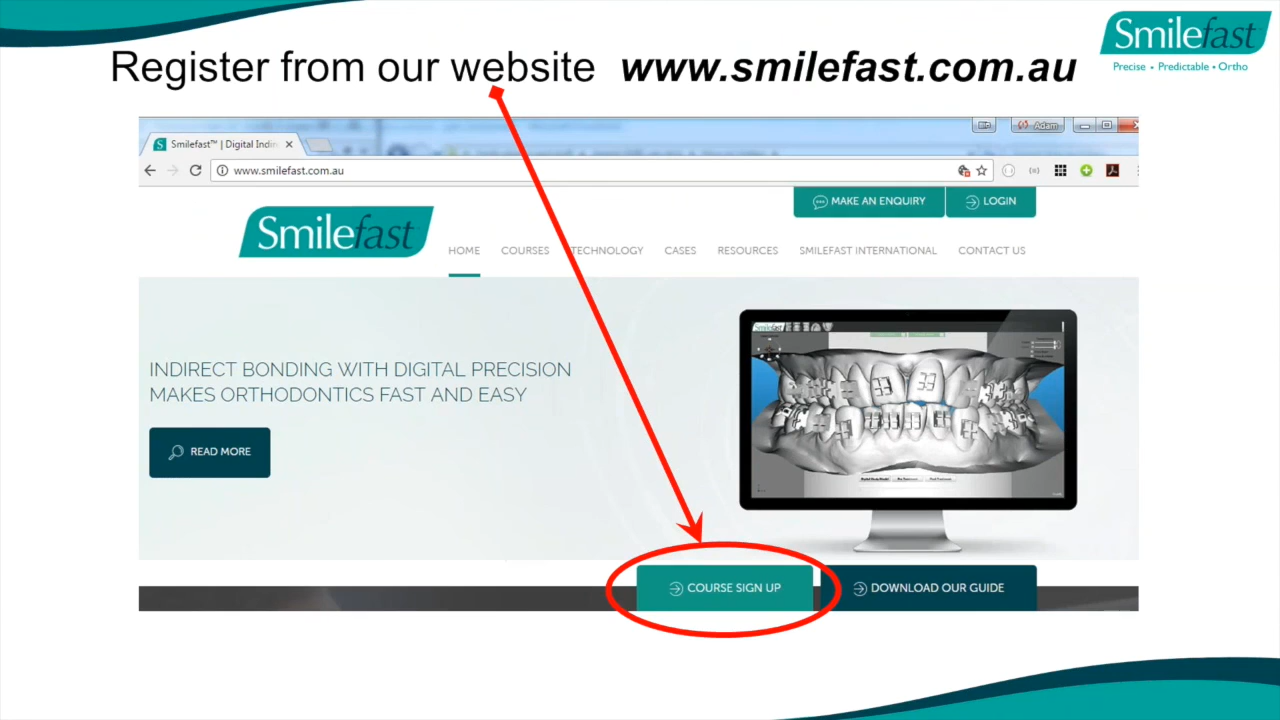 Smilefast
Precise • Predictable • Ortho
Register from our website www.smilefast.com.au
Adam
Smilefast™ | Digital Indir
www.smilefast.com.au
MAKE AN ENQUIRY
LOGIN
Smilefast
HOME COURSES TECHNOLOGY CASES RESOURCES SMILEFAST INTERNATIONAL CONTACT US
Smilefast
INDIRECT BONDING WITH DIGITAL PRECISION
MAKES ORTHODONTICS FAST AND EASY
READ MORE
COURSE SIGN UP
DOWNLOAD OUR GUIDE